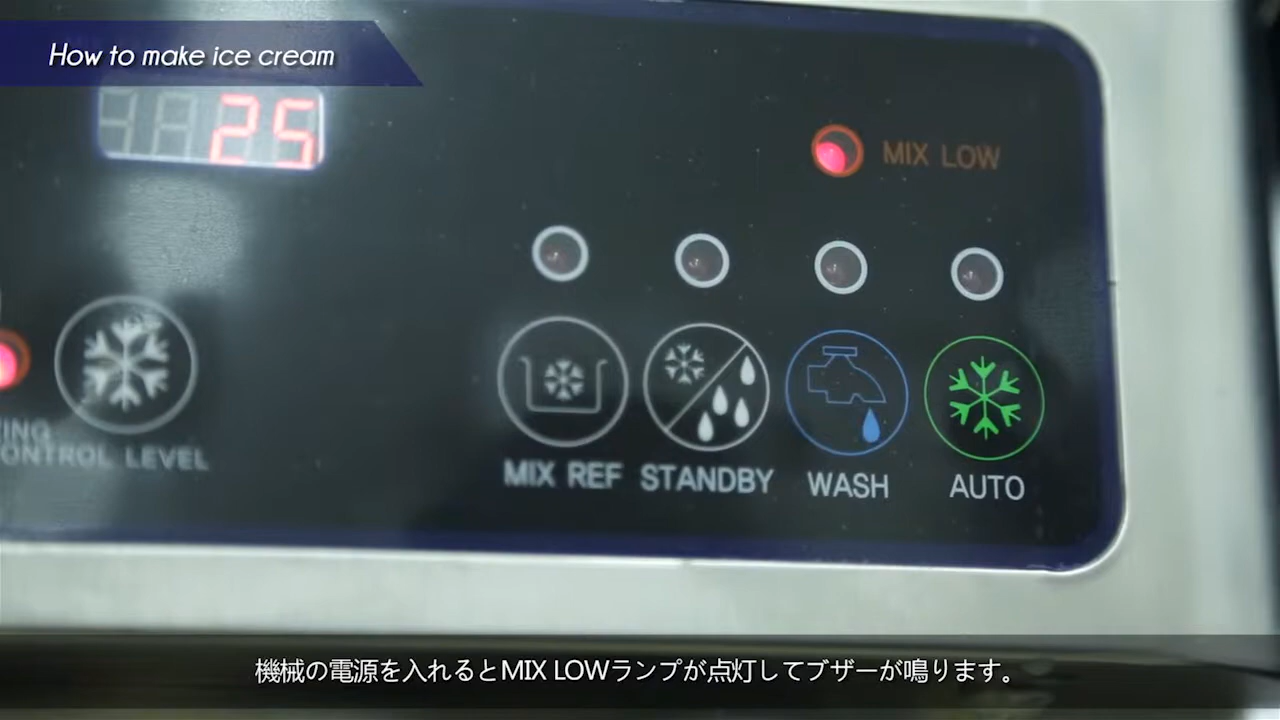 How to make ice cream
25
MIX LOW
CONTROL LEVEL
MIX REF
STANDBY
WASH
AUTO
機械の電源を入れるとMIX LOWランプが点灯してブザーが鳴ります。